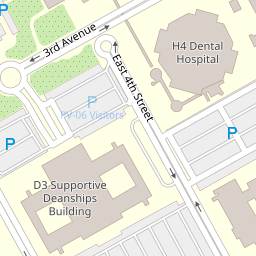 P
3rd Avenue
H4 Dental
Hospital
East 4th Street
P
PV-06 Visitors
P
P
D3 Supportive
Deanships
Building